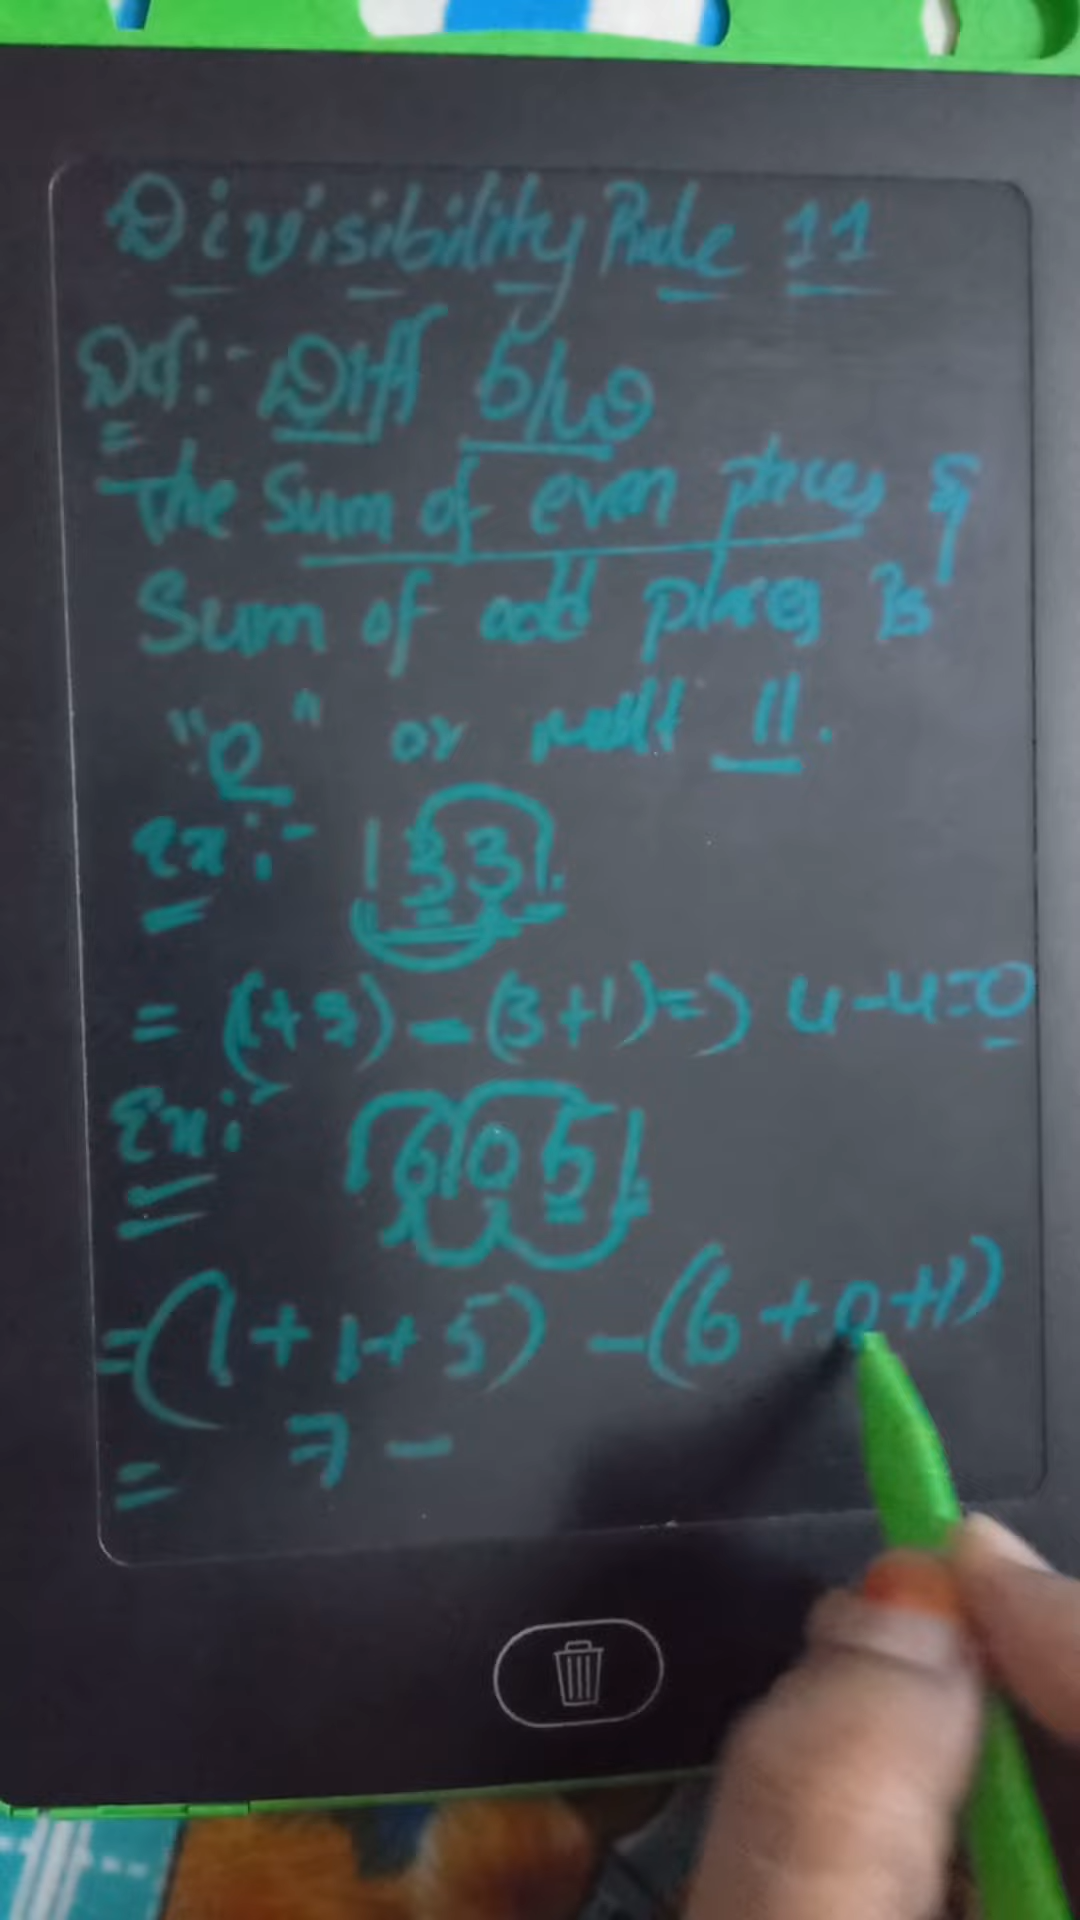 Divisibility Rule 11
Def:- Diff b/w
The Sum of even places &
Sum of odd places is
"0" or mult 11.
Ex:- 1331.
= (1+3) - (3+1) => 4-4=0
Ex:- 161051
=(1+1+5) -(6+0+1)
= 7 -